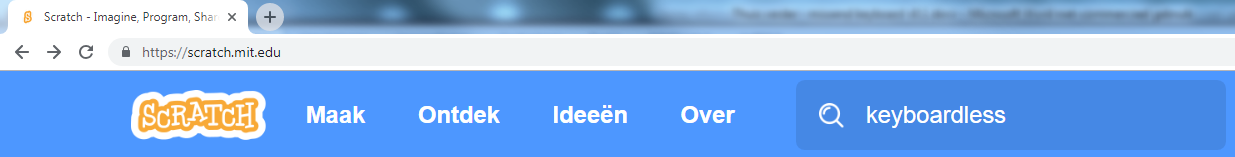 Scratch - Imagine, Program, Shar
https://scratch.mit.edu
SCRATCH Maak Ontdek Ideeën Over keyboardless